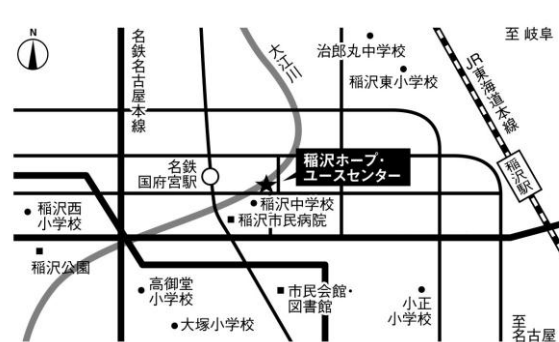 N
名鉄名古屋本線
大江川
治郎丸中学校
稲沢東小学校
至 岐阜
JR東海道本線
名鉄
国府宮駅
稲沢ホープ・
ユースセンター
稲沢駅
稲沢中学校
稲沢市民病院
稲沢西
小学校
稲沢公園
高御堂
小学校
大塚小学校
市民会館・
図書館
小正
小学校
至
名古屋